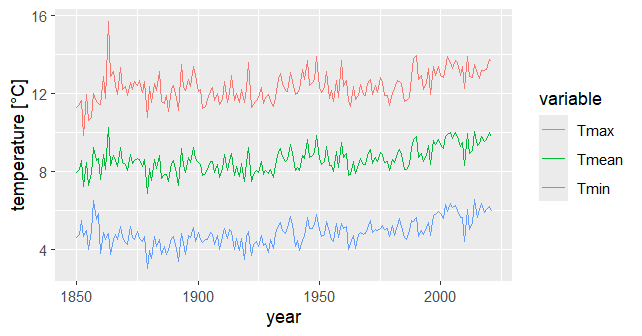 16
12
8
4
temperature [°C]
1850
1900
1950
2000
year
variable
Tmax
Tmean
Tmin